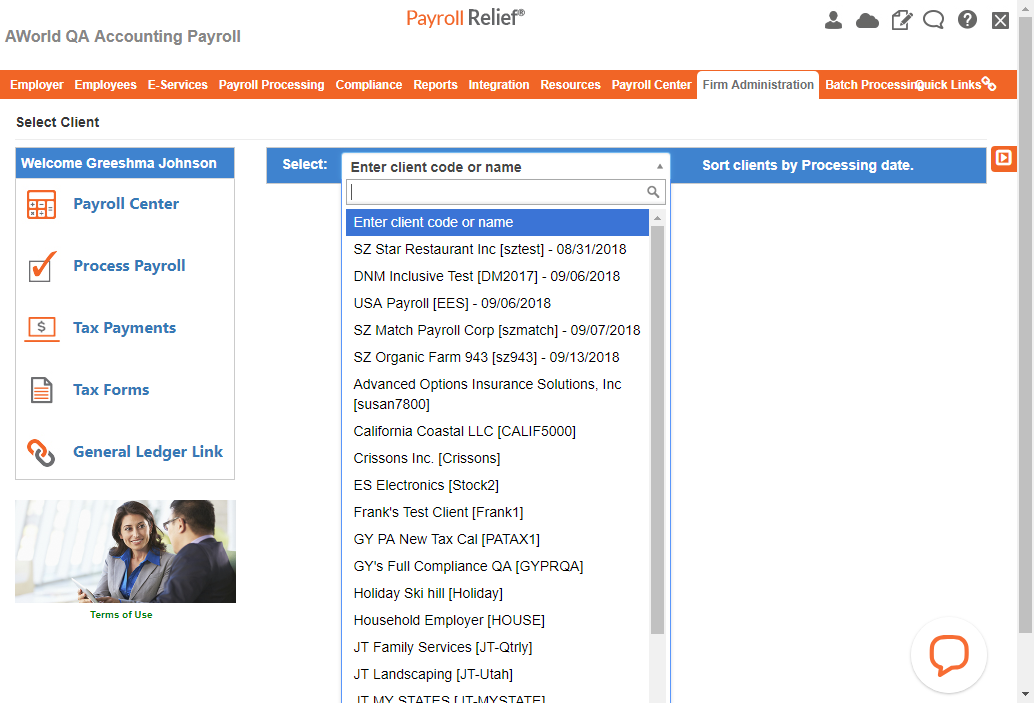 Payroll Relief®
AWorld QA Accounting Payroll
Employer Employees E-Services Payroll Processing Compliance Reports Integration Resources Payroll Center Firm Administration Batch Processing Quick Links
Select Client
Welcome Greeshma Johnson
Payroll Center
Process Payroll
$
Tax Payments
Tax Forms
General Ledger Link
Terms of Use
Select:
Enter client code or name
Sort clients by Processing date.
Enter client code or name
SZ Star Restaurant Inc [sztest] - 08/31/2018
DNM Inclusive Test [DM2017] - 09/06/2018
USA Payroll [EES] - 09/06/2018
SZ Match Payroll Corp [szmatch] - 09/07/2018
SZ Organic Farm 943 [sz943] - 09/13/2018
Advanced Options Insurance Solutions, Inc
[susan7800]
California Coastal LLC [CALIF5000]
Crissons Inc. [Crissons]
ES Electronics [Stock2]
Frank's Test Client [Frank1]
GY PA New Tax Cal [PATAX1]
GY's Full Compliance QA [GYPRQA]
Holiday Ski hill [Holiday]
Household Employer [HOUSE]
JT Family Services [JT-Qtrly]
JT Landscaping [JT-Utah]
JT MY STATES [JT-MYSTATE]